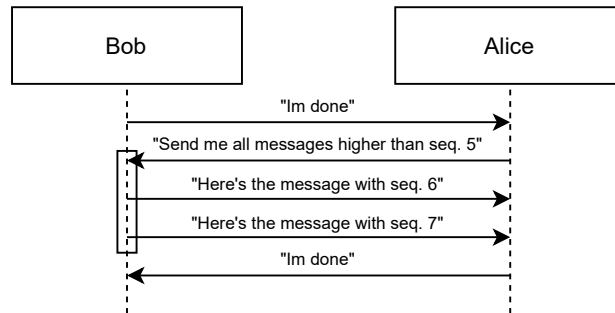 Bob
Alice
"Im done"
"Send me all messages higher than seq. 5"
"Here's the message with seq. 6"
"Here's the message with seq. 7"
"Im done"